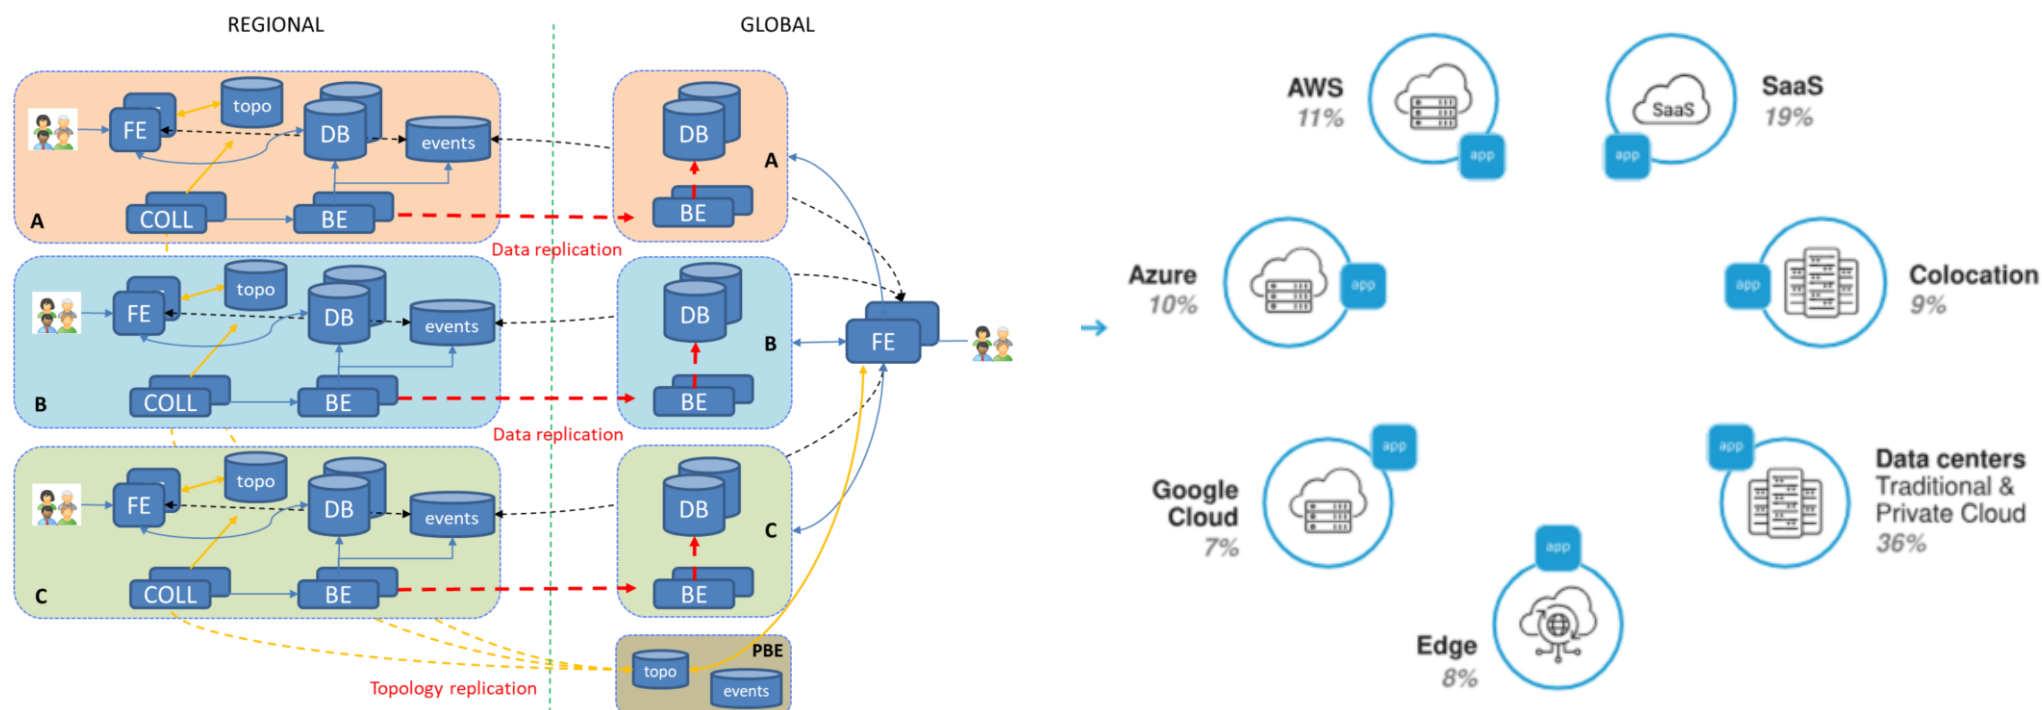 REGIONAL
GLOBAL
FE
topo
DB
events
COLL
BE
A
DB
BE
A
Data replication
FE
topo
DB
events
COLL
BE
B
DB
BE
B
Data replication
FE
topo
DB
events
COLL
BE
C
DB
BE
C
FE
PBE
topo
events
Topology replication
AWS
11%
app
SaaS
SaaS
19%
app
Azure
10%
app
app
Colocation
9%
Google
Cloud
7%
app
app
Data centers
Traditional &
Private Cloud
36%
app
Edge
8%